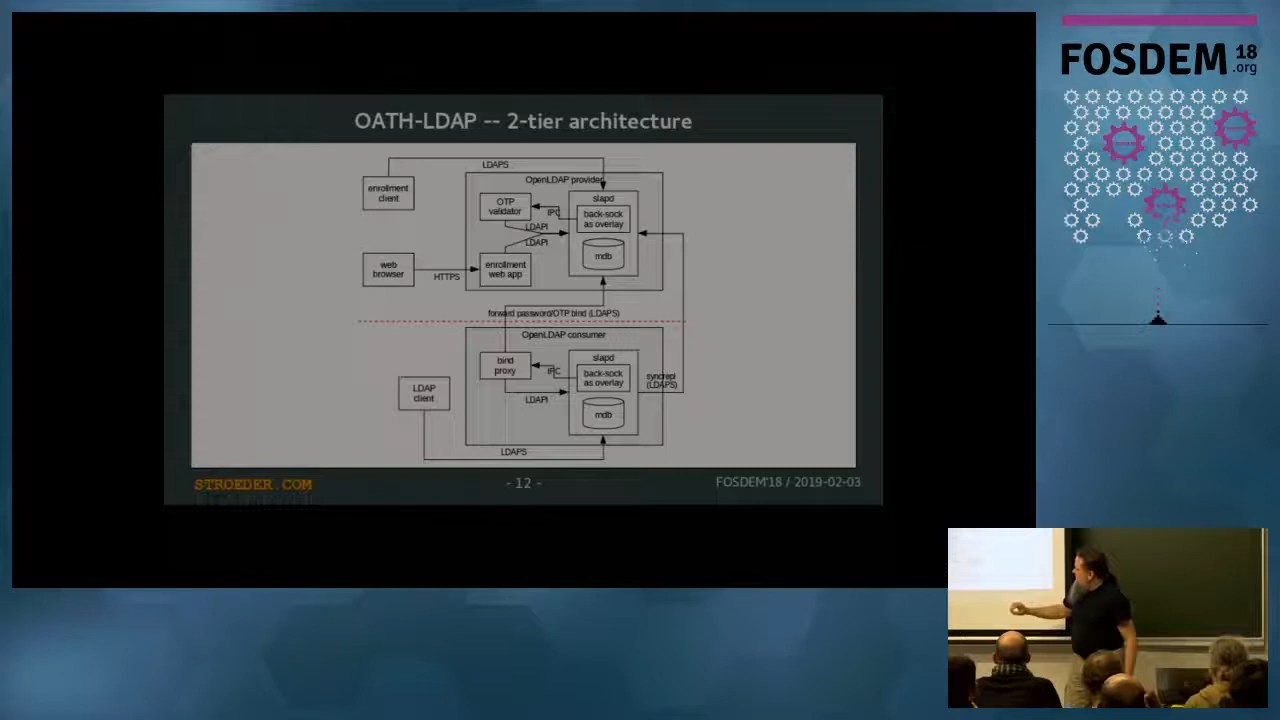 OATH-LDAP -- 2-tier architecture
LDAPS
OpenLDAP provider
enrollment
client
OTP
validator
IPC
slapd
back-sock
as overlay
LDAPI
LDAPI
mdb
web
browser
HTTPS
enrollment
web app
forward password/OTP bind (LDAPS)
OpenLDAP consumer
bind
proxy
IPC
slapd
back-sock
as overlay
syncrepl
(LDAPS)
LDAP
client
LDAPI
mdb
LDAPS
STROEDER.COM
- 12 -
FOSDEM'18 / 2019-02-03
FOSDEM 18
.org